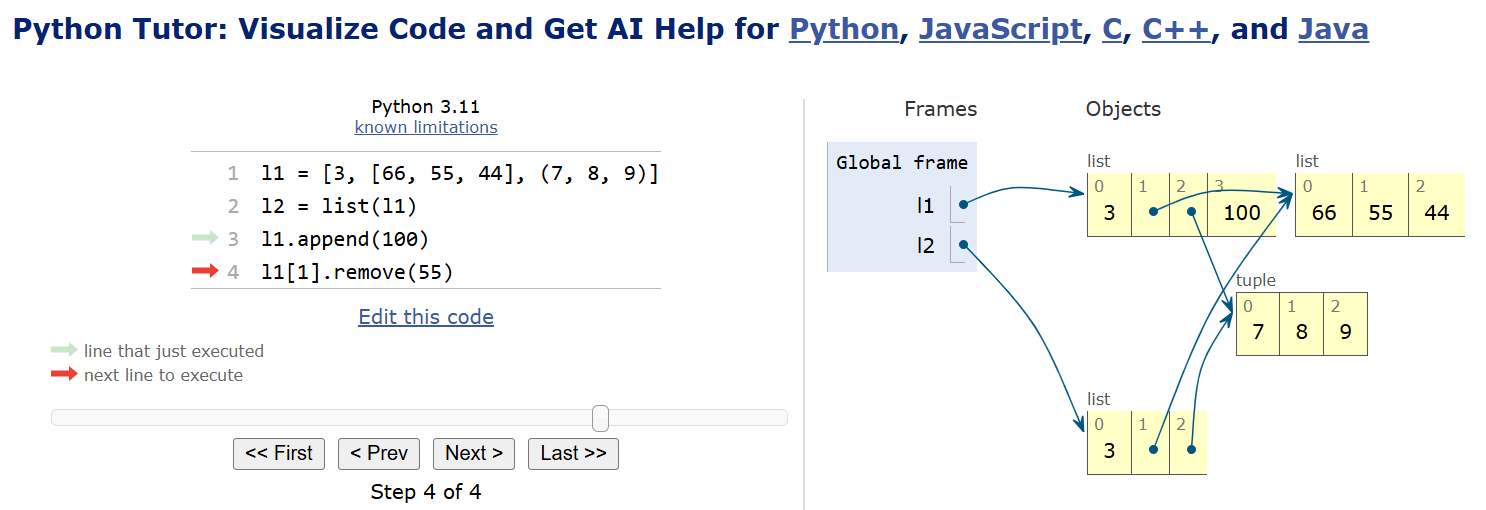 Python Tutor: Visualize Code and Get AI Help for Python, JavaScript, C, C++, and Java
Python 3.11
known limitations
1 l1 = [3, [66, 55, 44], (7, 8, 9)]
2 l2 = list(l1)
3 l1.append(100)
4 l1[1].remove(55)
Edit this code
line that just executed
next line to execute
<< First < Prev Next > Last >>
Step 4 of 4
Frames Objects
Global frame
l1
l2
list
0 1 2 3
3 100
list
0 1 2
66 55 44
tuple
0 1 2
7 8 9
list
0 1 2
3